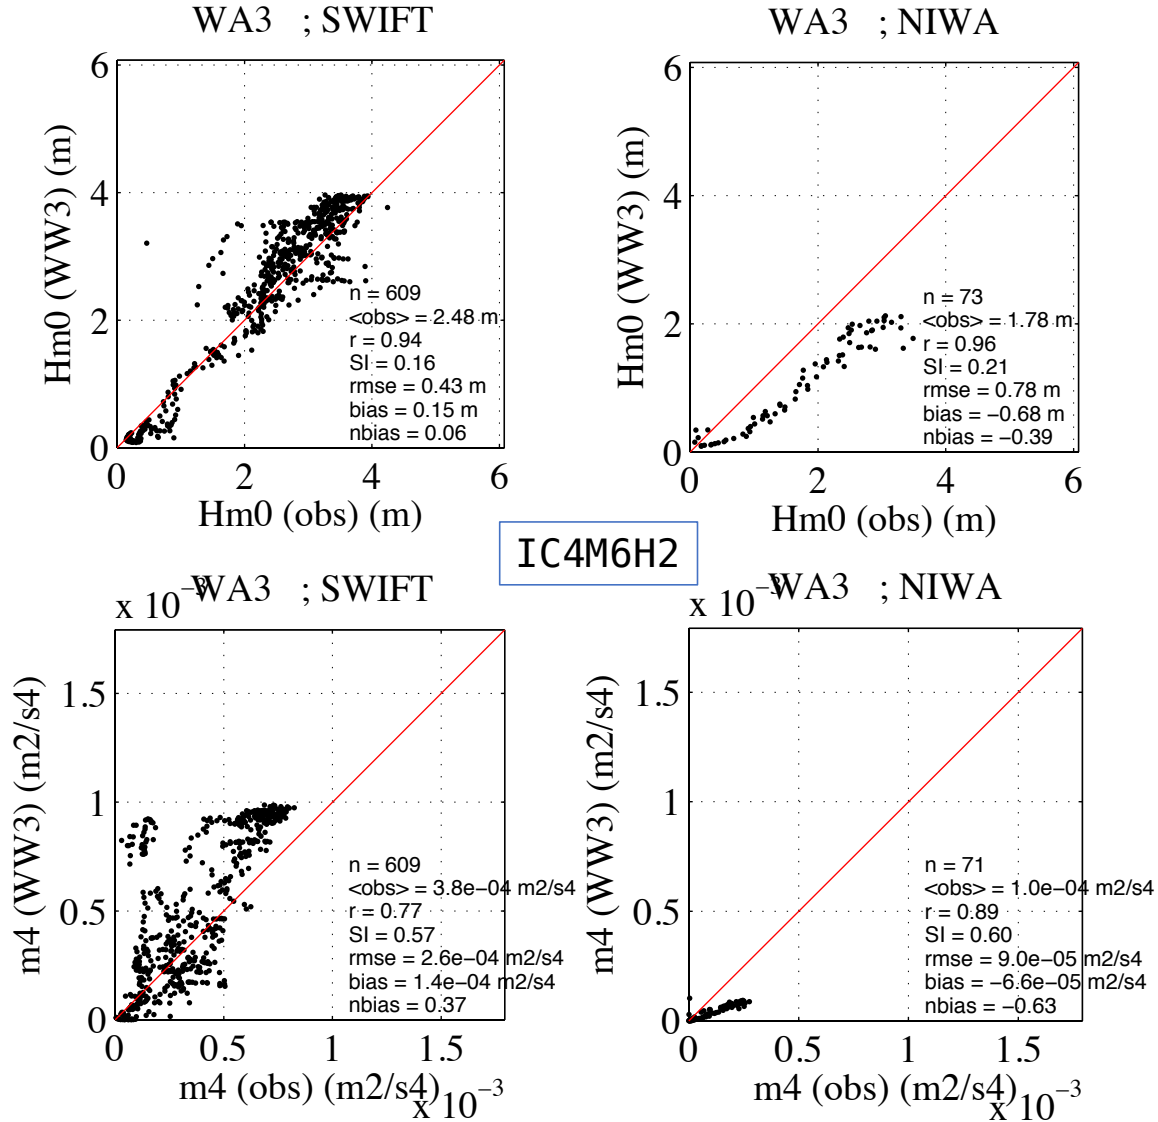 WA3 ; SWIFT
6
4
2
0
0 2 4 6
Hm0 (WW3) (m)
Hm0 (obs) (m)
n = 609
<obs> = 2.48 m
r = 0.94
SI = 0.16
rmse = 0.43 m
bias = 0.15 m
nbias = 0.06
WA3 ; NIWA
6
4
2
0
0 2 4 6
Hm0 (WW3) (m)
Hm0 (obs) (m)
n = 73
<obs> = 1.78 m
r = 0.96
SI = 0.21
rmse = 0.78 m
bias = −0.68 m
nbias = −0.39
IC4M6H2
x 10−3
WA3 ; SWIFT
1.5
1
0.5
0
0 0.5 1 1.5
m4 (WW3) (m2/s4)
m4 (obs) (m2/s4)
x 10−3
n = 609
<obs> = 3.8e−04 m2/s4
r = 0.77
SI = 0.57
rmse = 2.6e−04 m2/s4
bias = 1.4e−04 m2/s4
nbias = 0.37
x 10−3
WA3 ; NIWA
1.5
1
0.5
0
0 0.5 1 1.5
m4 (WW3) (m2/s4)
m4 (obs) (m2/s4)
x 10−3
n = 71
<obs> = 1.0e−04 m2/s4
r = 0.89
SI = 0.60
rmse = 9.0e−05 m2/s4
bias = −6.6e−05 m2/s4
nbias = −0.63